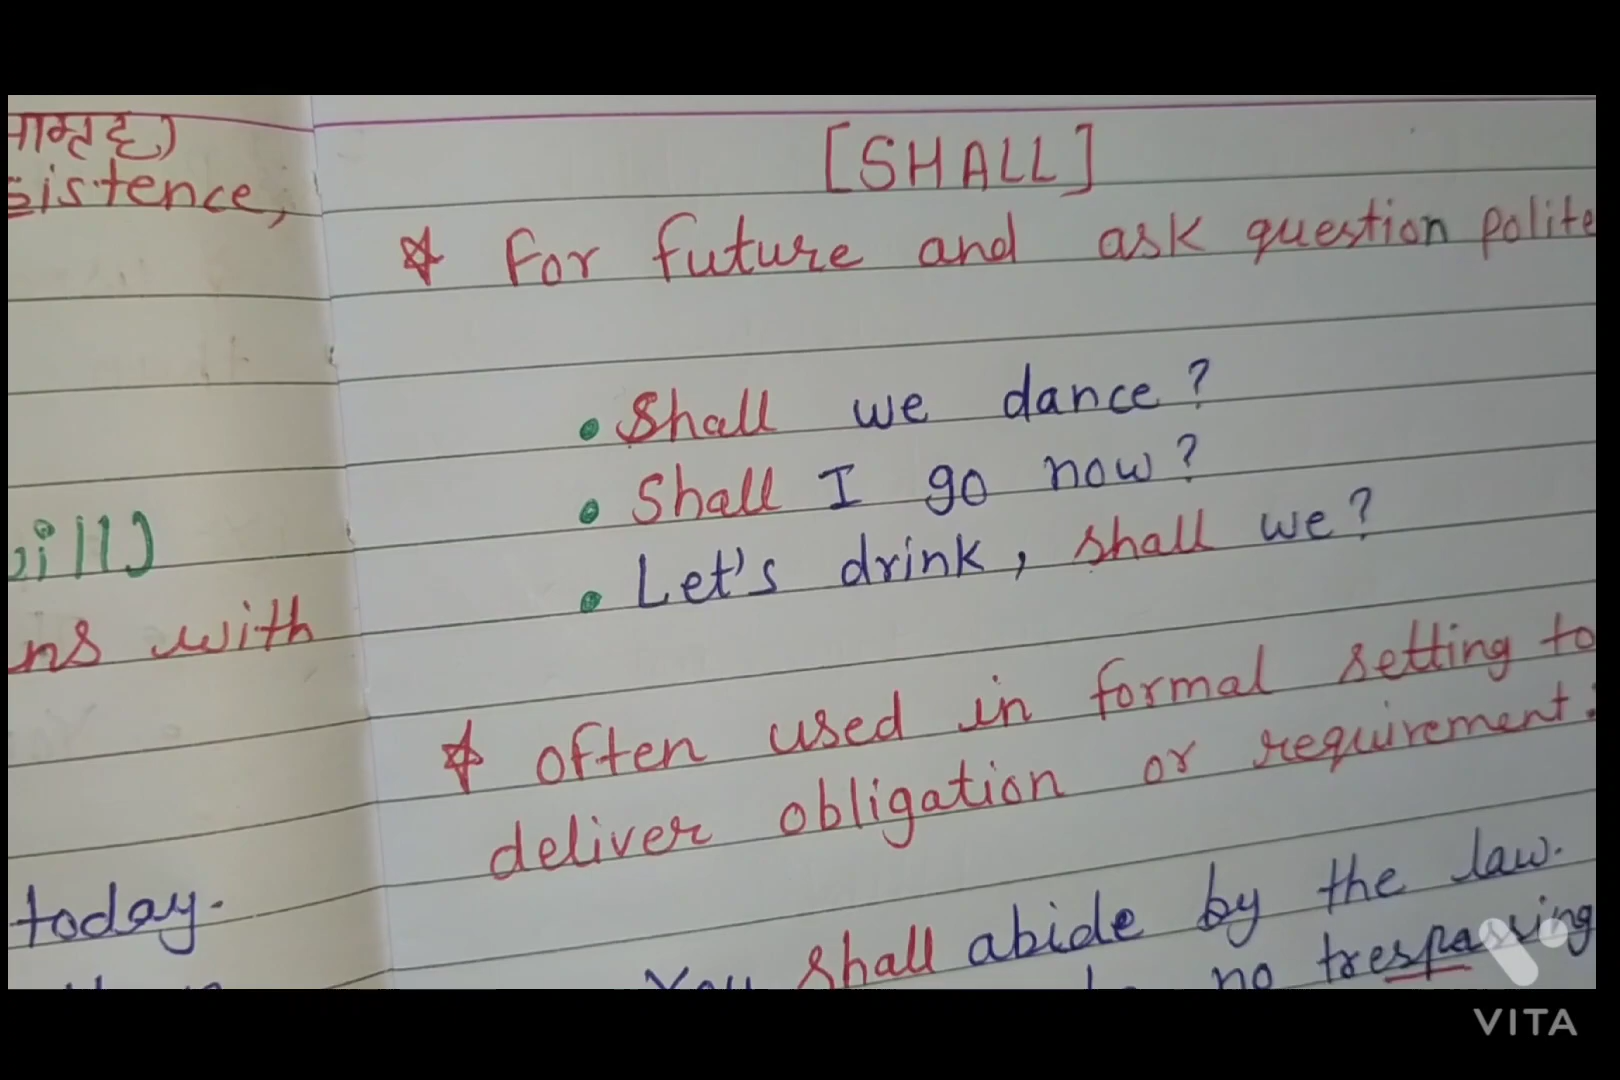 sistence,
ill)
ns with
today.
[SHALL]
☆ For future and ask question polite
• Shall we dance?
• Shall I go now?
• Let's drink, shall we?
☆ often used in formal setting to
deliver obligation or requirement:
You shall abide by the law.
no trespassing
VITA